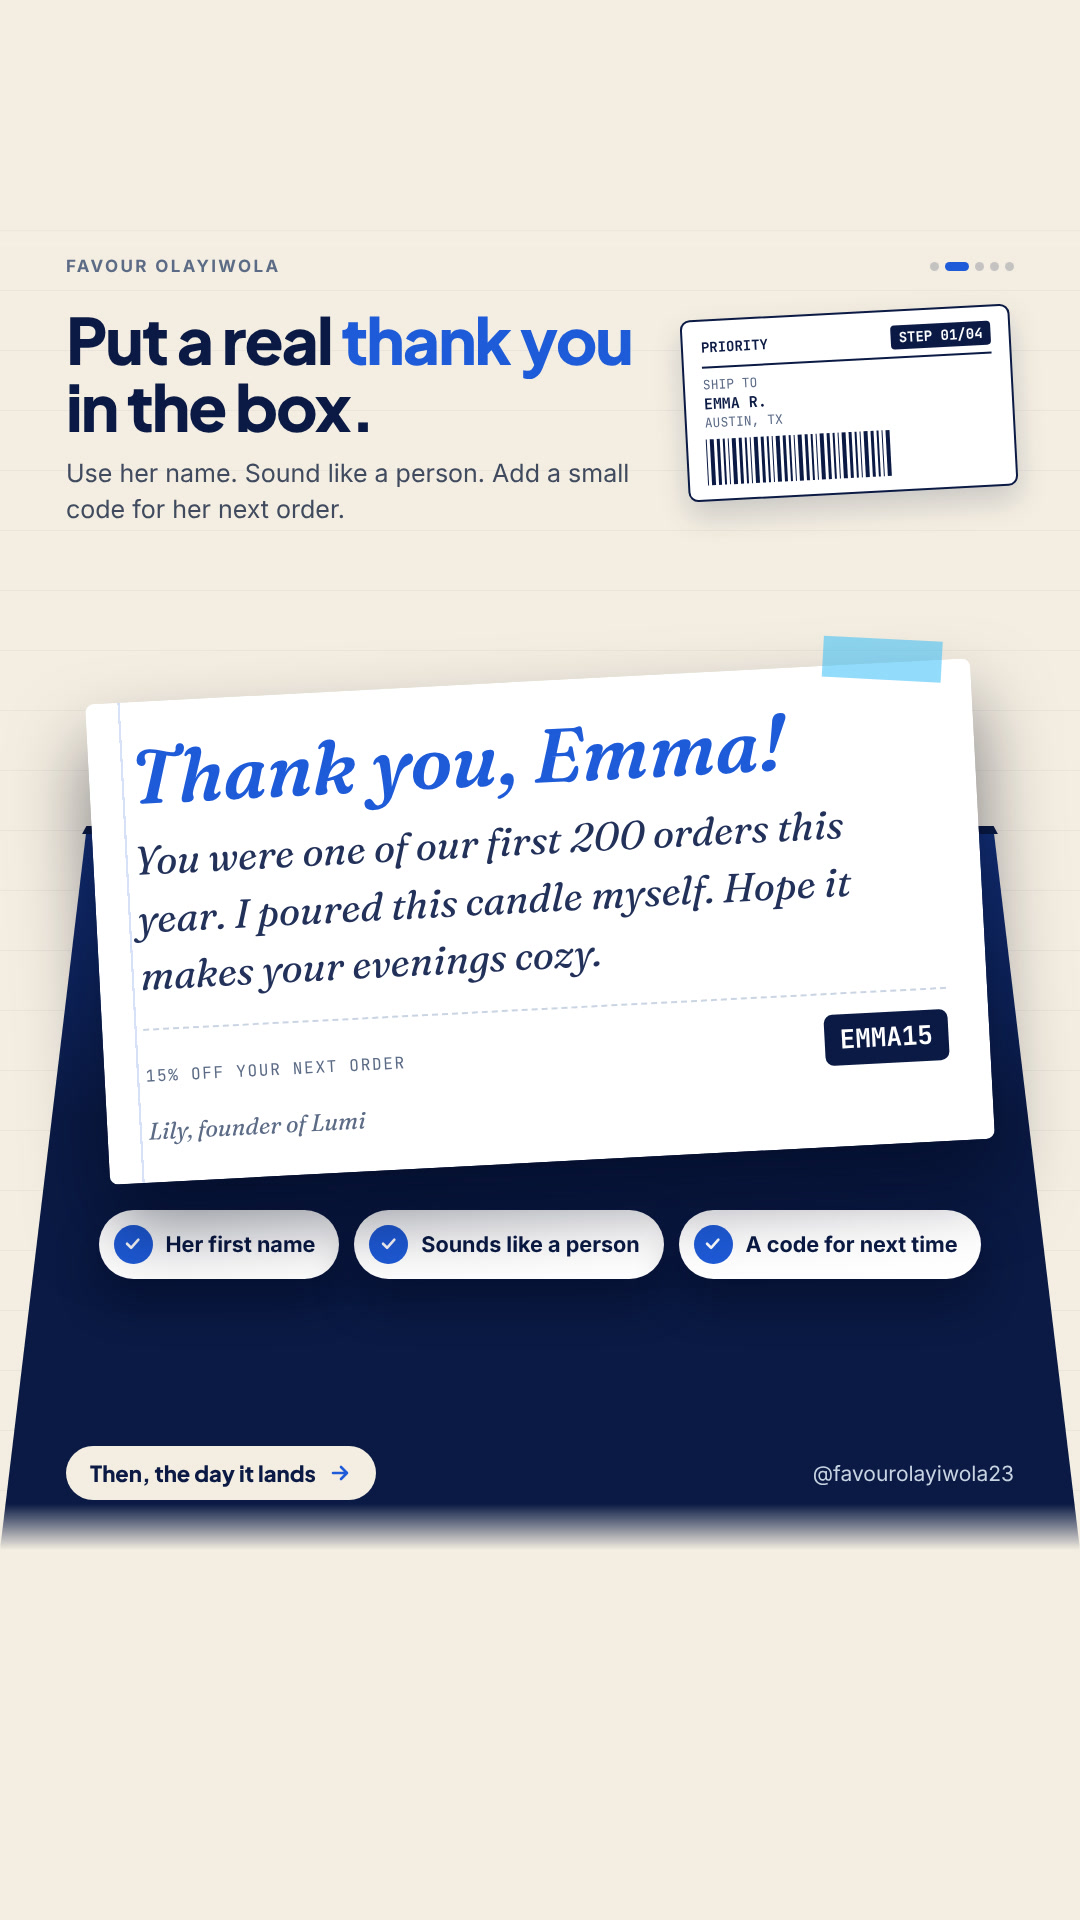 FAVOUR OLAYIWOLA
Put a real thank you
in the box.
Use her name. Sound like a person. Add a small
code for her next order.
PRIORITY
STEP 01/04
SHIP TO
EMMA R.
AUSTIN, TX
Thank you, Emma!
You were one of our first 200 orders this
year. I poured this candle myself. Hope it
makes your evenings cozy.
15% OFF YOUR NEXT ORDER
EMMA15
Lily, founder of Lumi
Her first name
Sounds like a person
A code for next time
Then, the day it lands
@favourolayiwola23